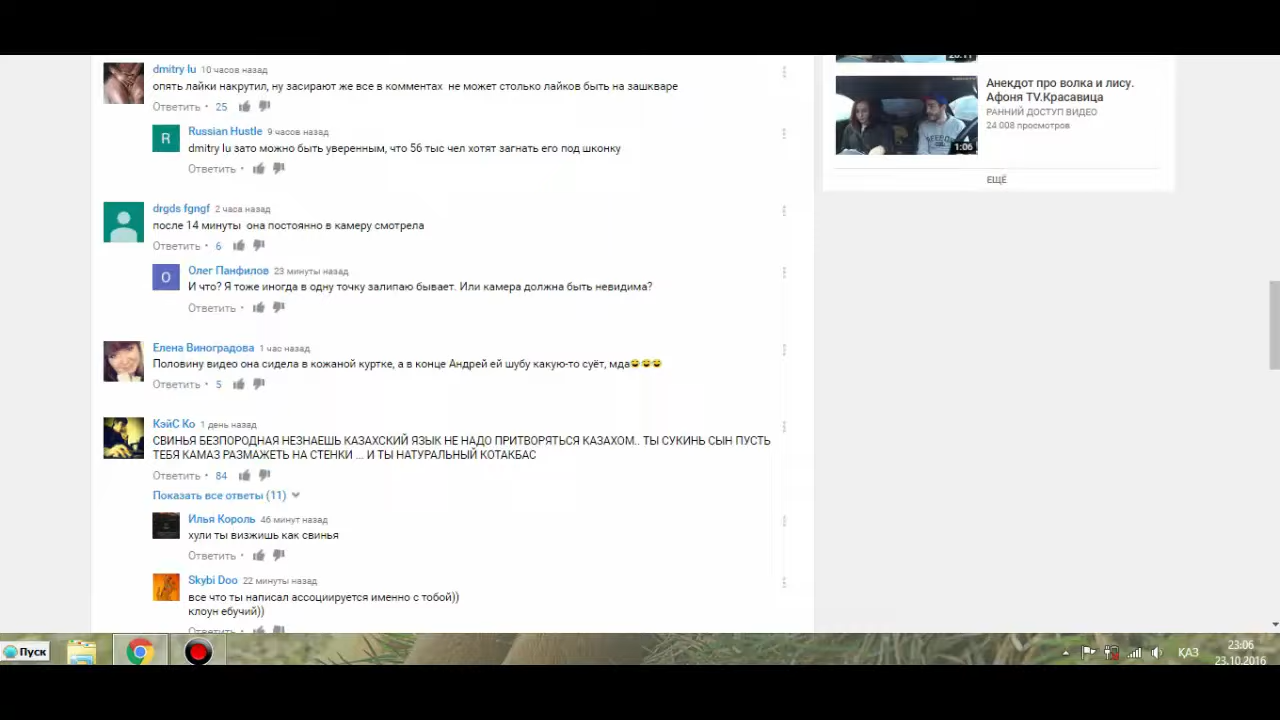 dmitry lu 10 часов назад
опять лайки накрутил, ну засирают же все в комментах не может столько лайков быть на зашкваре
Ответить • 25
Russian Hustle 9 часов назад
dmitry lu зато можно быть уверенным, что 56 тыс чел хотят загнать его под шконку
Ответить •
drgds fgngf 2 часа назад
после 14 минуты она постоянно в камеру смотрела
Ответить • 6
Олег Панфилов 23 минуты назад
И что? Я тоже иногда в одну точку залипаю бывает. Или камера должна быть невидима?
Ответить •
Елена Виноградова 1 час назад
Половину видео она сидела в кожаной куртке, а в конце Андрей ей шубу какую-то суёт, мда😄😄😄
Ответить • 5
КэйС Ко 1 день назад
СВИНЬЯ БЕЗПОРОДНАЯ НЕЗНАЕШЬ КАЗАХСКИЙ ЯЗЫК НЕ НАДО ПРИТВОРЯТЬСЯ КАЗАХОМ.. ТЫ СУКИНЬ СЫН ПУСТЬ
ТЕБЯ КАМАЗ РАЗМАЖЕТЬ НА СТЕНКИ ... И ТЫ НАТУРАЛЬНЫЙ КОТАКБАС
Ответить • 84
Показать все ответы (11)
Илья Король 46 минут назад
хули ты визжишь как свинья
Ответить •
Skybi Doo 22 минуты назад
все что ты написал ассоциируется именно с тобой))
клоун ебучий))
Ответить •
Анекдот про волка и лису.
Афоня TV.Красавица
РАННИЙ ДОСТУП ВИДЕО
24 008 просмотров
1:06
ЕЩЁ
R
O
Пуск
ҚАЗ
23:06
23.10.2016